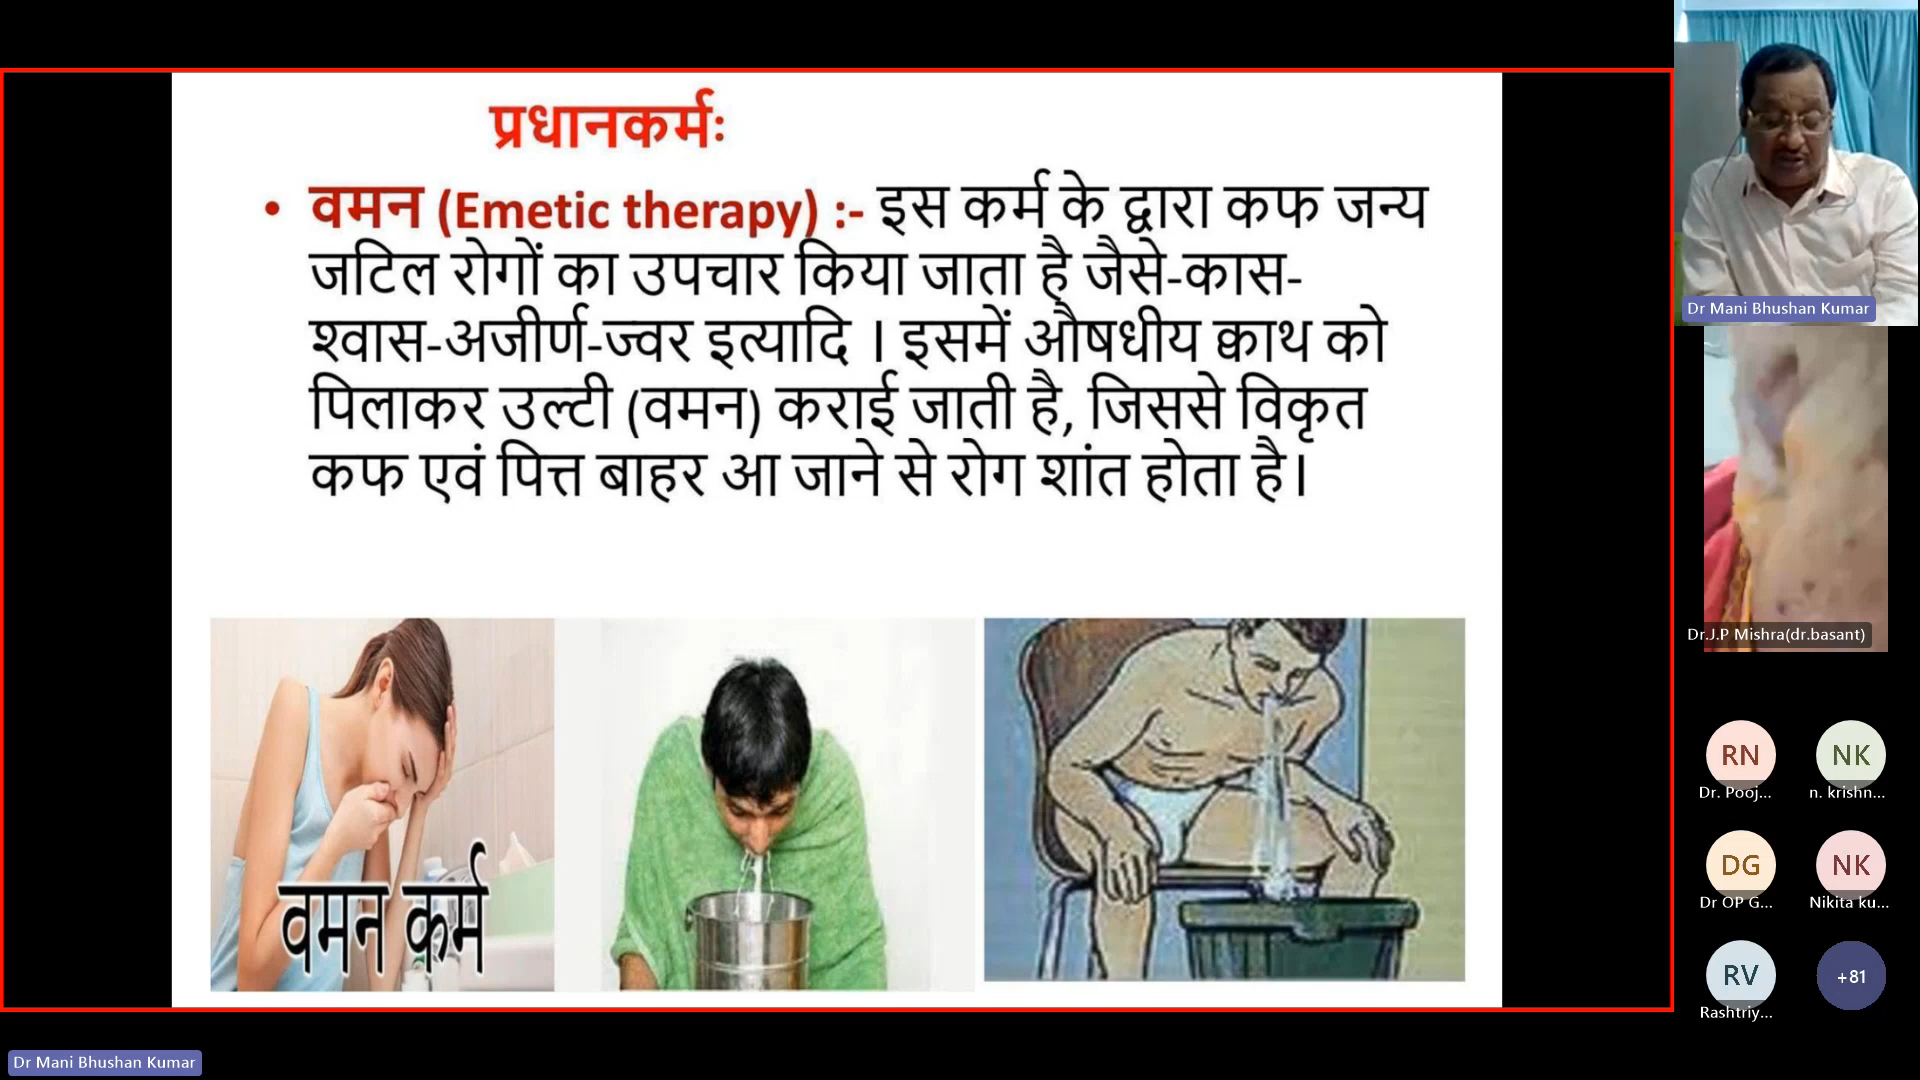 प्रधानकर्मः
• वमन (Emetic therapy) :- इस कर्म के द्वारा कफ जन्य
जटिल रोगों का उपचार किया जाता है जैसे-कास-
श्वास-अजीर्ण-ज्वर इत्यादि । इसमें औषधीय क्वाथ को
पिलाकर उल्टी (वमन) कराई जाती है, जिससे विकृत
कफ एवं पित्त बाहर आ जाने से रोग शांत होता है।
वमन कर्म
Dr Mani Bhushan Kumar
Dr.J.P Mishra(dr.basant)
RN
Dr. Pooj...
NK
n. krishn...
DG
Dr OP G...
NK
Nikita ku...
RV
Rashtriy...
+81
Dr Mani Bhushan Kumar